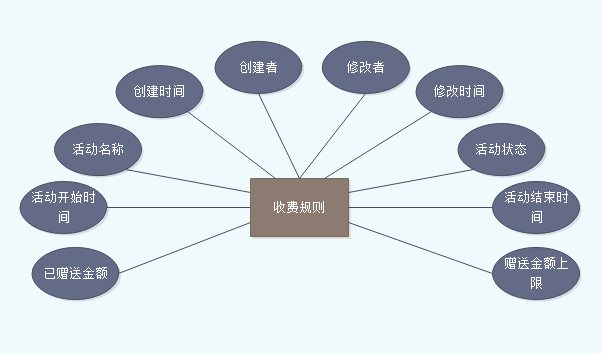 创建者
修改者
创建时间
修改时间
活动名称
活动状态
活动开始时
间
收费规则
活动结束时
间
已赠送金额
赠送金额上
限